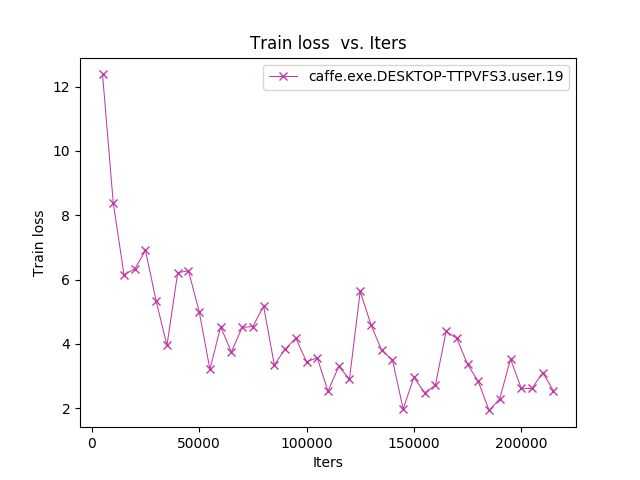 Train loss  vs. Iters
caffe.exe.DESKTOP-TTPVFS3.user.19
Train loss
12
10
8
6
4
2
0
50000
100000
150000
200000
Iters